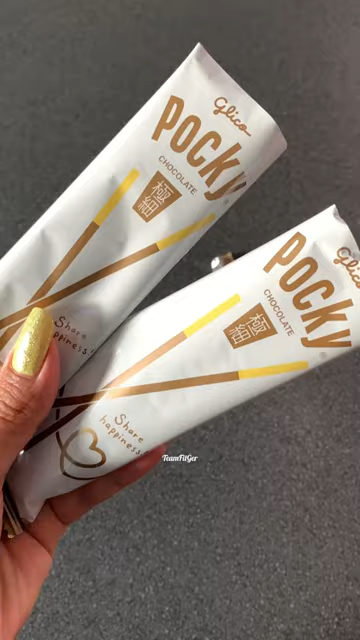 Glico
POCKY
CHOCOLATE
極細
Share
happiness!
Glico
POCKY
CHOCOLATE
極細
Share
happiness!
TeamFitGer